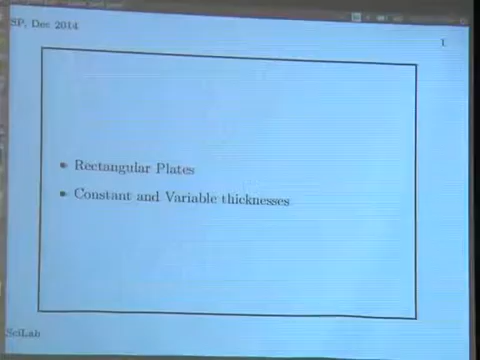 SP, Dec 2014
1
Rectangular Plates
Constant and Variable thicknesses
SciLab